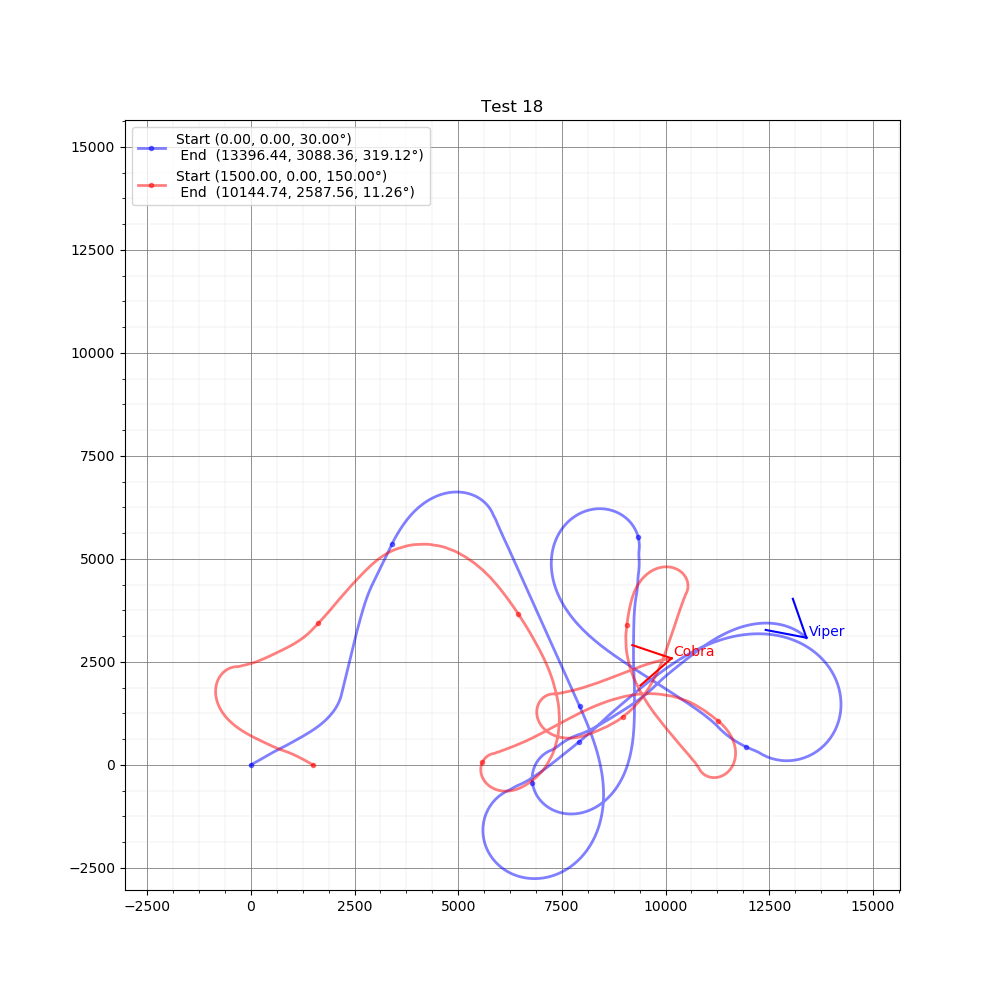 Test 18
Start (0.00, 0.00, 30.00°)
End (13396.44, 3088.36, 319.12°)
Start (1500.00, 0.00, 150.00°)
End (10144.74, 2587.56, 11.26°)
15000
12500
10000
7500
5000
2500
0
−2500
Viper
Cobra
−2500 0 2500 5000 7500 10000 12500 15000